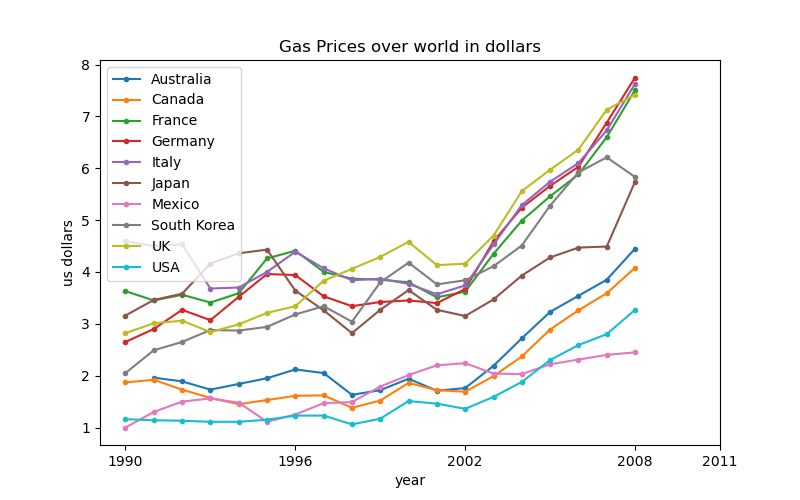 Gas Prices over world in dollars
8
7
6
5
4
3
2
1
us dollars
Australia
Canada
France
Germany
Italy
Japan
Mexico
South Korea
UK
USA
1990 1996 2002 2008 2011
year